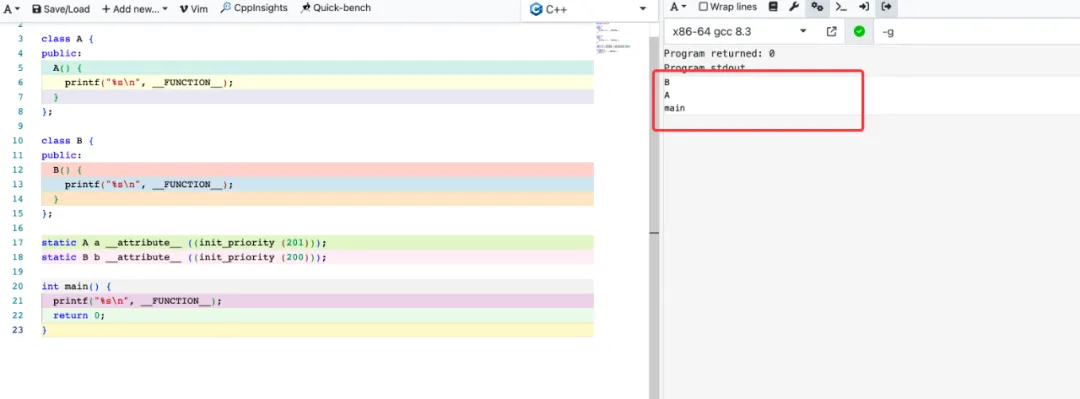 A Save/Load + Add new... Vim CppInsights Quick-bench
C++
A Wrap lines
x86-64 gcc 8.3
-g
Program returned: 0
Program stdout
B
A
main
2
3 class A {
4 public:
5 A() {
6 printf("%s\n", __FUNCTION__);
7 }
8 };
9
10 class B {
11 public:
12 B() {
13 printf("%s\n", __FUNCTION__);
14 }
15 };
16
17 static A a __attribute__ ((init_priority (201)));
18 static B b __attribute__ ((init_priority (200)));
19
20 int main() {
21 printf("%s\n", __FUNCTION__);
22 return 0;
23 }